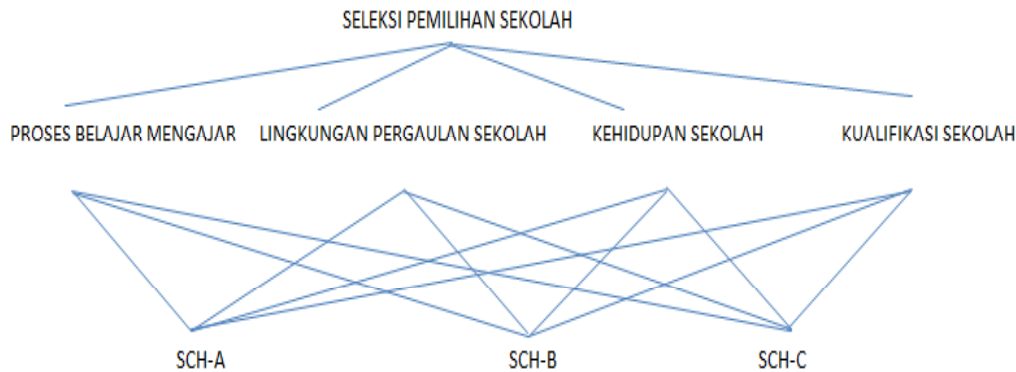 SELEKSI PEMILIHAN SEKOLAH
PROSES BELAJAR MENGAJAR LINGKUNGAN PERGAULAN SEKOLAH KEHIDUPAN SEKOLAH KUALIFIKASI SEKOLAH
SCH-A SCH-B SCH-C